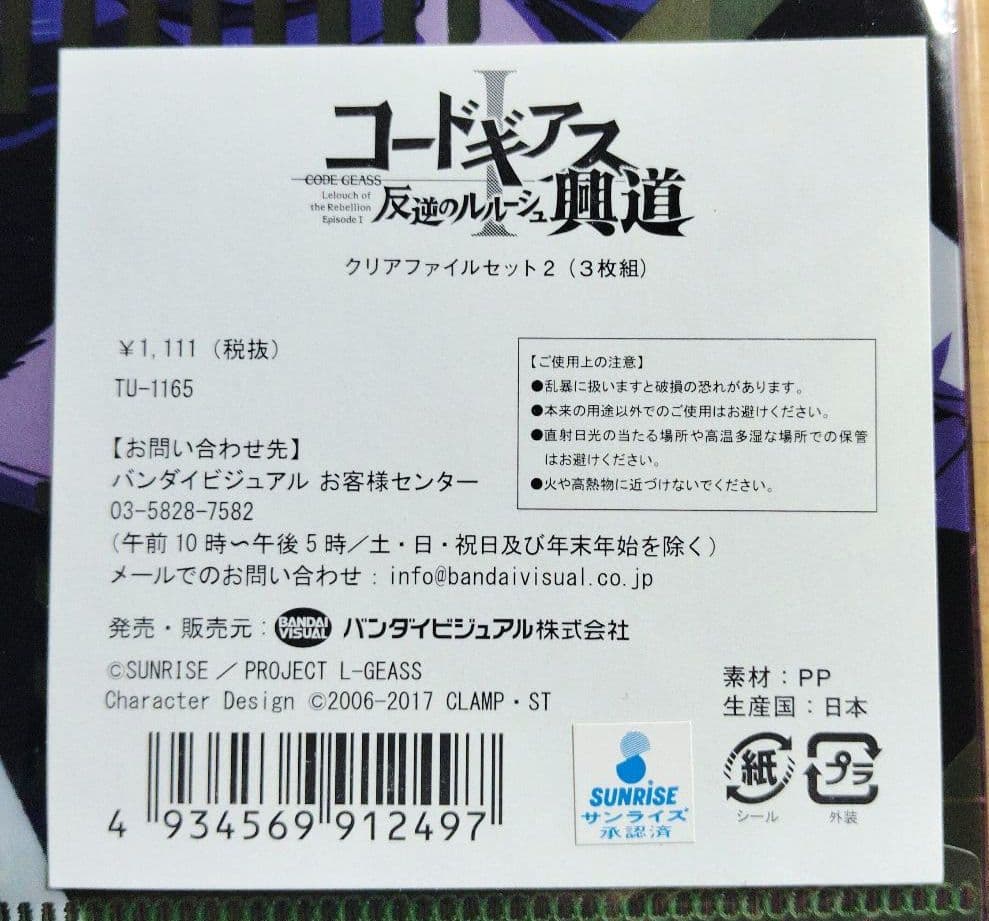 I
コードギアス
CODE GEASS
Lelouch of
the Rebellion
Episode I
反逆のルルーシュ 興道
クリアファイルセット2（3枚組）
¥1,111（税抜）
TU-1165
【お問い合わせ先】
バンダイビジュアル お客様センター
03-5828-7582
（午前10時〜午後5時／土・日・祝日及び年末年始を除く）
メールでのお問い合わせ：info@bandaivisual.co.jp
【ご使用上の注意】
●乱暴に扱いますと破損の恐れがあります。
●本来の用途以外でのご使用はお避けください。
●直射日光の当たる場所や高温多湿な場所での保管
はお避けください。
●火や高熱物に近づけないでください。
発売・販売元：BANDAI VISUAL バンダイビジュアル株式会社
©SUNRISE／PROJECT L-GEASS
Character Design ©2006-2017 CLAMP・ST
素材：PP
生産国：日本
4 934569 912497
SUNRISE
サンライズ
承認済
紙
シール
プラ
外装